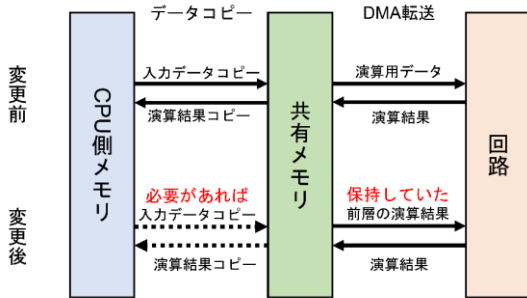 データコピー
DMA転送
変更前
CPU側メモリ
共有メモリ
回路
入力データコピー
演算用データ
演算結果コピー
演算結果
変更後
必要があれば
保持していた
入力データコピー
前層の演算結果
演算結果コピー
演算結果